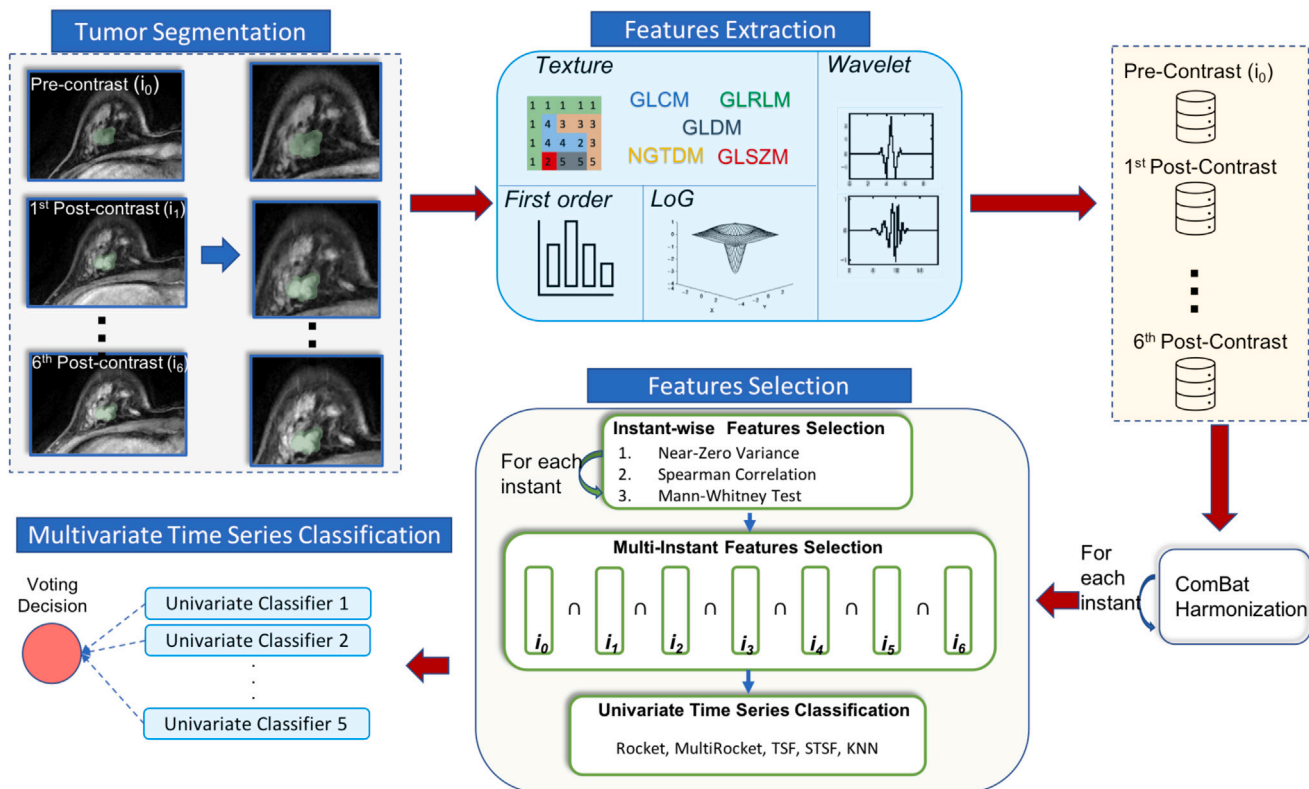 Tumor Segmentation
Pre-contrast (i0)
1st Post-contrast (i1)
6th Post-contrast (i6)
Features Extraction
Texture
1 1 1 1 1
1 4 3 3 3
1 4 4 2 3
1 2 5 5 5
GLCM GLRLM
GLDM
NGTDM GLSZM
Wavelet
First order
LoG
X
Y
Pre-Contrast (i0)
1st Post-Contrast
6th Post-Contrast
For each instant
ComBat
Harmonization
Features Selection
Instant-wise Features Selection
For each
instant
1. Near-Zero Variance
2. Spearman Correlation
3. Mann-Whitney Test
Multi-Instant Features Selection
i0 ∩ i1 ∩ i2 ∩ i3 ∩ i4 ∩ i5 ∩ i6
Univariate Time Series Classification
Rocket, MultiRocket, TSF, STSF, KNN
Multivariate Time Series Classification
Voting
Decision
Univariate Classifier 1
Univariate Classifier 2
Univariate Classifier 5